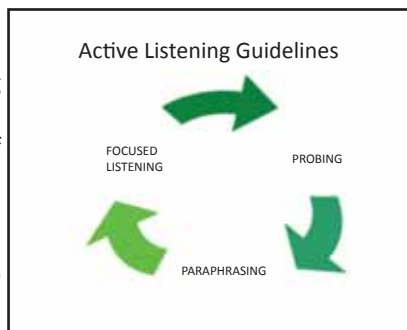 Active Listening Guidelines
FOCUSED
LISTENING
PROBING
PARAPHRASING